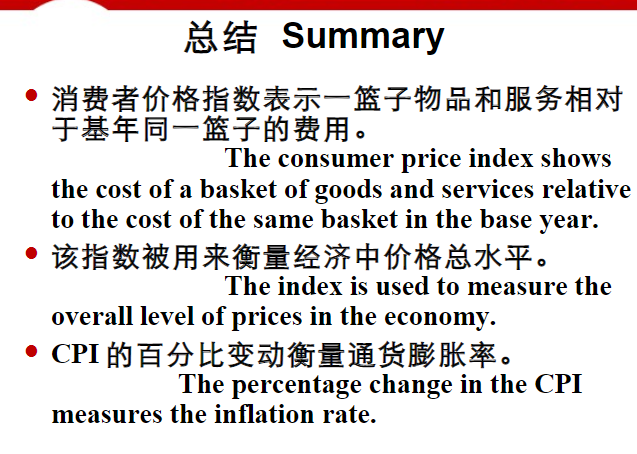 总结 Summary
消费者价格指数表示一篮子物品和服务相对
于基年同一篮子的费用。
The consumer price index shows
the cost of a basket of goods and services relative
to the cost of the same basket in the base year.
该指数被用来衡量经济中价格总水平。
The index is used to measure the
overall level of prices in the economy.
CPI 的百分比变动衡量通货膨胀率。
The percentage change in the CPI
measures the inflation rate.